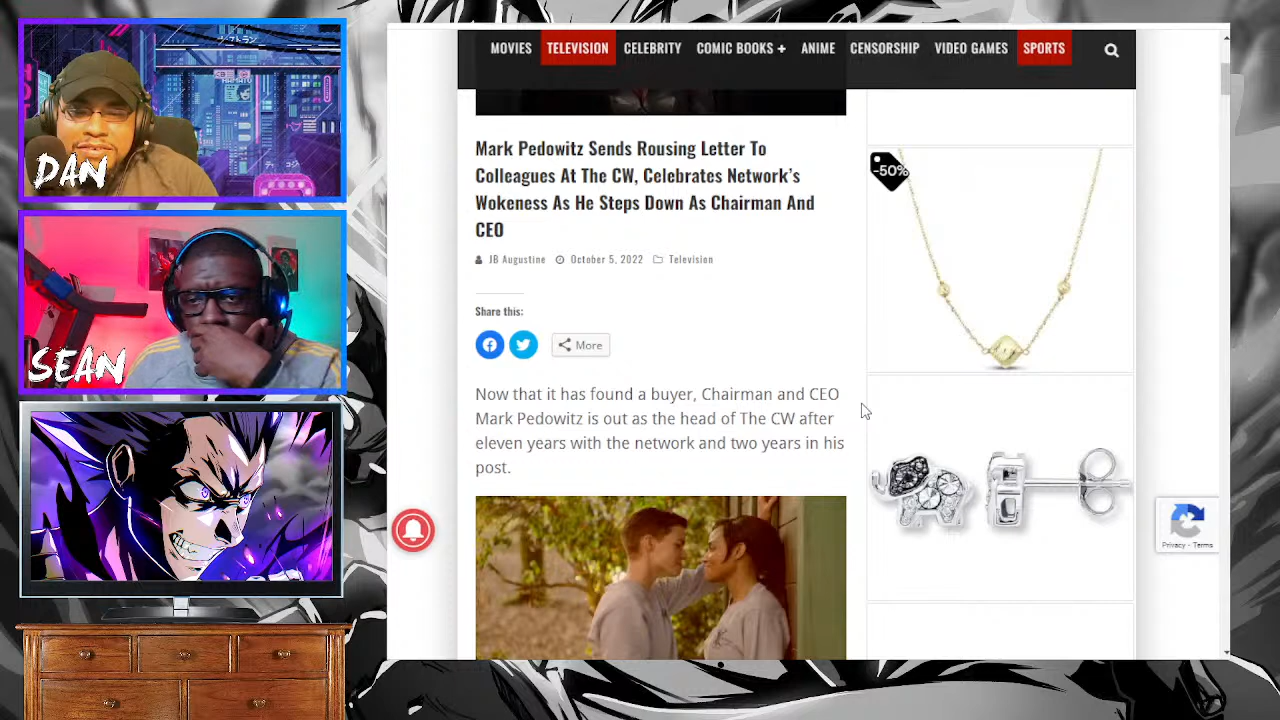 DAN
SEAN
MOVIES TELEVISION CELEBRITY COMIC BOOKS + ANIME CENSORSHIP VIDEO GAMES SPORTS
Mark Pedowitz Sends Rousing Letter To
Colleagues At The CW, Celebrates Network's
Wokeness As He Steps Down As Chairman And
CEO
JB Augustine October 5, 2022 Television
Share this:
More
Now that it has found a buyer, Chairman and CEO
Mark Pedowitz is out as the head of The CW after
eleven years with the network and two years in his
post.
-50%
Privacy - Terms